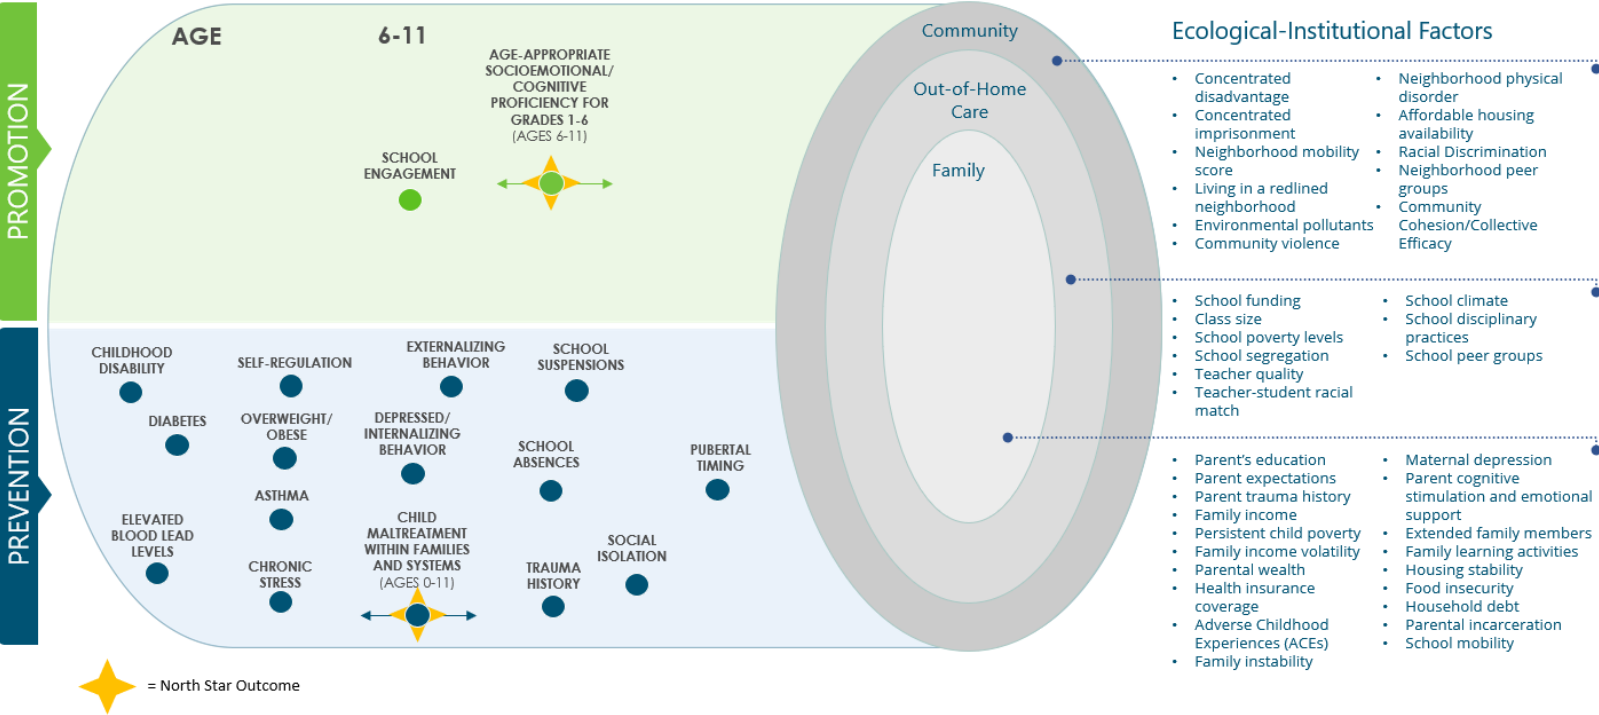 PROMOTION
AGE
6-11
AGE-APPROPRIATE
SOCIOEMOTIONAL/
COGNITIVE
PROFICIENCY FOR
GRADES 1-6
(AGES 6-11)
SCHOOL
ENGAGEMENT
PREVENTION
CHILDHOOD
DISABILITY
SELF-REGULATION
EXTERNALIZING
BEHAVIOR
SCHOOL
SUSPENSIONS
DIABETES
OVERWEIGHT/
OBESE
DEPRESSED/
INTERNALIZING
BEHAVIOR
SCHOOL
ABSENCES
PUBERTAL
TIMING
ASTHMA
ELEVATED
BLOOD LEAD
LEVELS
CHRONIC
STRESS
CHILD
MALTREATMENT
WITHIN FAMILIES
AND SYSTEMS
(AGES 0-11)
TRAUMA
HISTORY
SOCIAL
ISOLATION
= North Star Outcome
Community
Out-of-Home
Care
Family
Ecological-Institutional Factors
• Concentrated
disadvantage
• Concentrated
imprisonment
• Neighborhood mobility
score
• Living in a redlined
neighborhood
• Environmental pollutants
• Community violence
• Neighborhood physical
disorder
• Affordable housing
availability
• Racial Discrimination
• Neighborhood peer
groups
• Community
Cohesion/Collective
Efficacy
• School funding
• Class size
• School poverty levels
• School segregation
• Teacher quality
• Teacher-student racial
match
• School climate
• School disciplinary
practices
• School peer groups
• Parent's education
• Parent expectations
• Parent trauma history
• Family income
• Persistent child poverty
• Family income volatility
• Parental wealth
• Health insurance
coverage
• Adverse Childhood
Experiences (ACEs)
• Family instability
• Maternal depression
• Parent cognitive
stimulation and emotional
support
• Extended family members
• Family learning activities
• Housing stability
• Food insecurity
• Household debt
• Parental incarceration
• School mobility